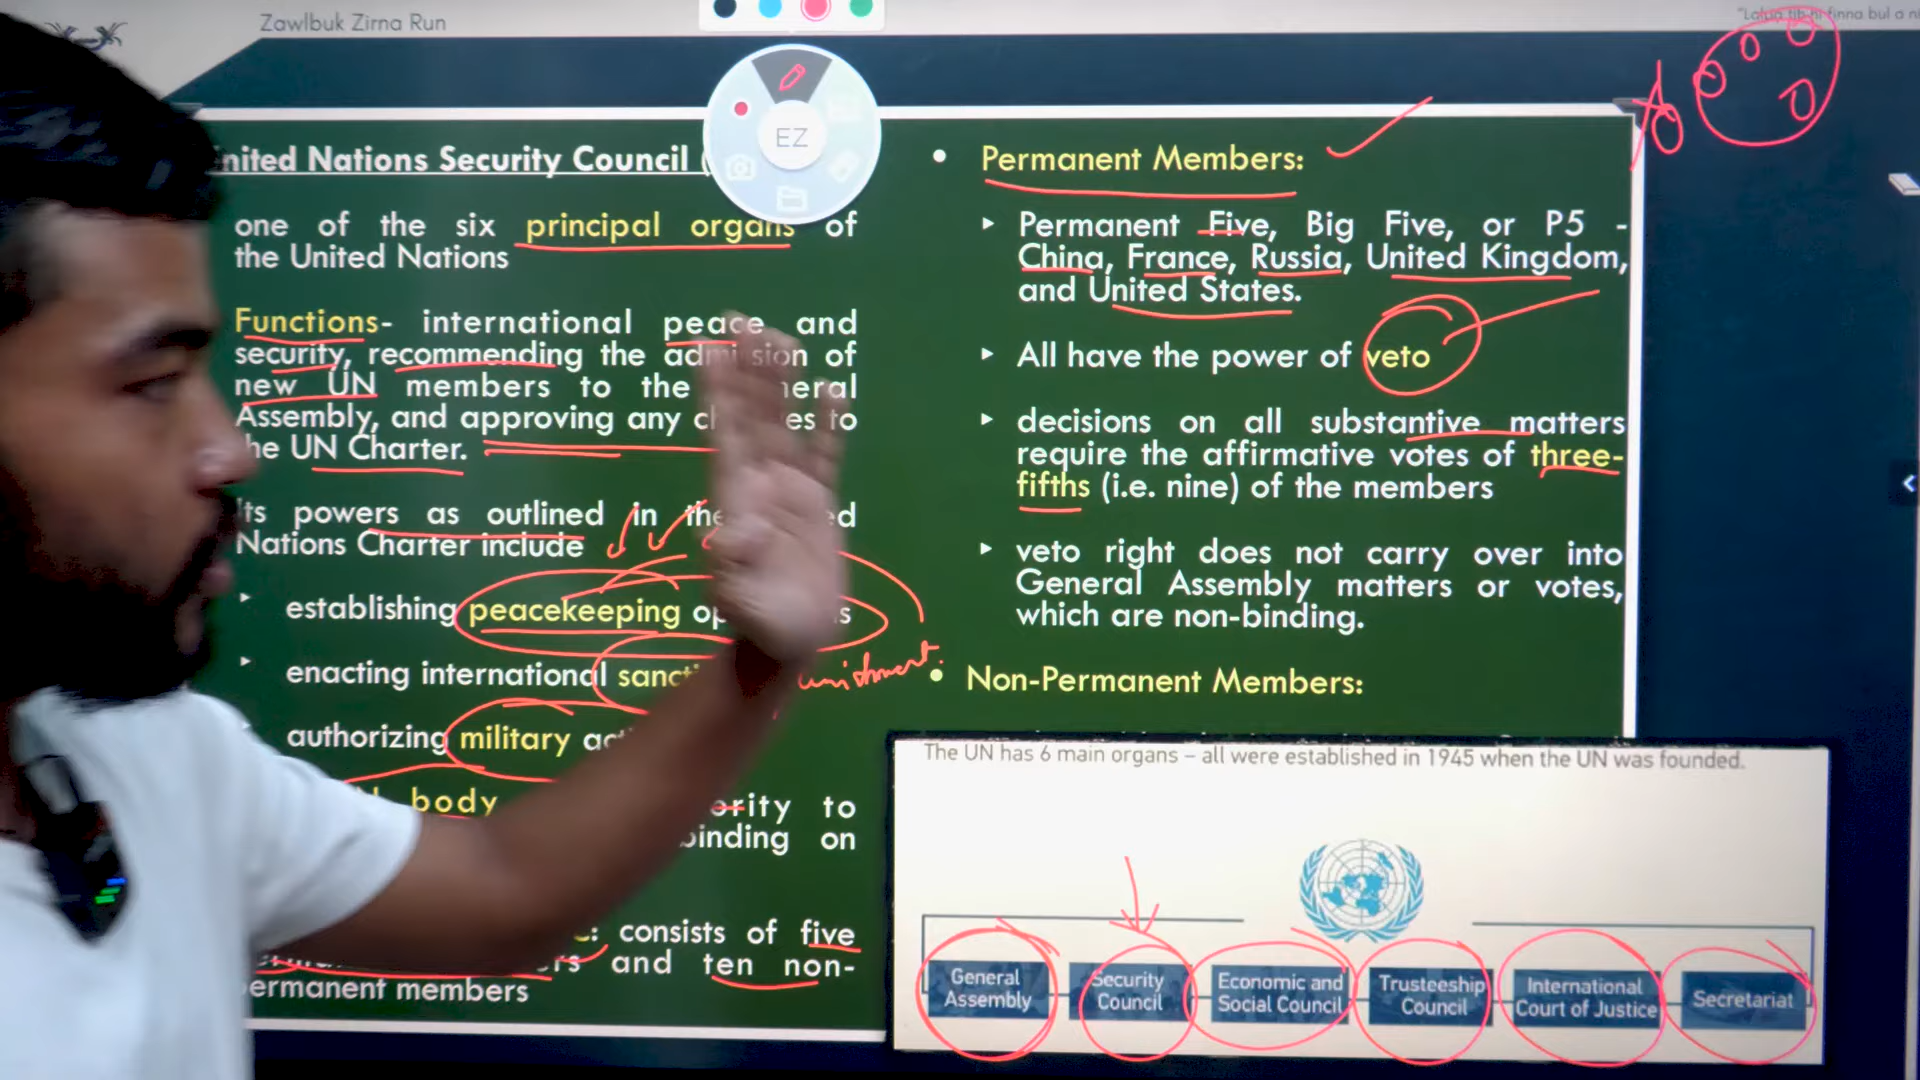 Zawlbuk Zirna Run
EZ
nited Nations Security Council (
one of the six principal organs of
the United Nations
Functions- international peace and
security, recommending the admission of
new UN members to the
Assembly, and approving any to
he UN Charter.
ts powers as outlined in the
Nations Charter include
establishing peacekeeping
enacting international
authorizing military
body
to
binding on
: consists of five
and ten non-
ermanent members
• Permanent Members:
Permanent Five, Big Five, or P5 -
China, France, Russia, United Kingdom,
and United States.
All have the power of veto
decisions on all substantive matters
require the affirmative votes of three-
fifths (i.e. nine) of the members
veto right does not carry over into
General Assembly matters or votes,
which are non-binding.
• Non-Permanent Members:
The UN has 6 main organs – all were established in 1945 when the UN was founded.
General
Assembly
Security
Council
Economic and
Social Council
Trusteeship
Council
International
Court of Justice
Secretariat